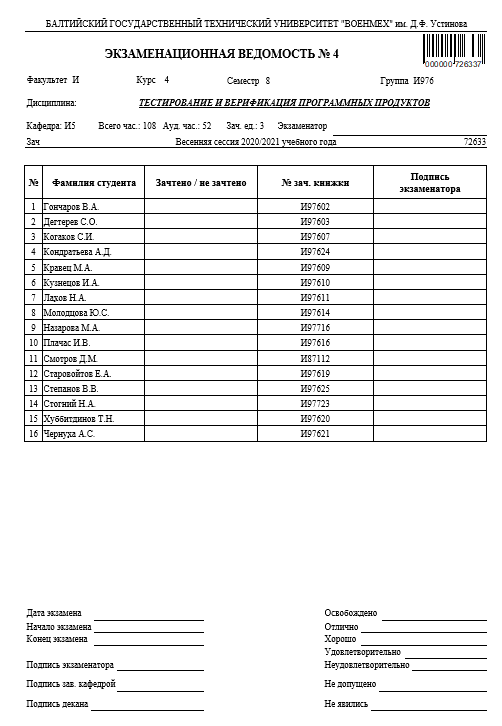 БАЛТИЙСКИЙ ГОСУДАРСТВЕННЫЙ ТЕХНИЧЕСКИЙ УНИВЕРСИТЕТ "ВОЕНМЕХ" им. Д.Ф. Устинова
ЭКЗАМЕНАЦИОННАЯ ВЕДОМОСТЬ № 4
000000 726337
Факультет И Курс 4 Семестр 8 Группа И976
Дисциплина: ТЕСТИРОВАНИЕ И ВЕРИФИКАЦИЯ ПРОГРАММНЫХ ПРОДУКТОВ
Кафедра: И5 Всего час.: 108 Ауд. час.: 52 Зач. ед.: 3 Экзаменатор
Зач Весенняя сессия 2020/2021 учебного года 72633
№ Фамилия студента Зачтено / не зачтено № зач. книжки Подпись экзаменатора
1 Гончаров В.А. И97602
2 Дегтерев С.О. И97603
3 Когаков С.И. И97607
4 Кондратьева А.Д. И97624
5 Кравец М.А. И97609
6 Кузнецов И.А. И97610
7 Лахов Н.А. И97611
8 Молодцова Ю.С. И97614
9 Назарова М.А. И97716
10 Плачас И.В. И97616
11 Смотров Д.М. И87112
12 Старовойтов Е.А. И97619
13 Степанов В.В. И97625
14 Стогний Н.А. И97723
15 Хуббитдинов Т.Н. И97620
16 Чернуха А.С. И97621
Дата экзамена Освобождено
Начало экзамена Отлично
Конец экзамена Хорошо
Удовлетворительно
Подпись экзаменатора Неудовлетворительно
Подпись зав. кафедрой Не допущено
Подпись декана Не явились